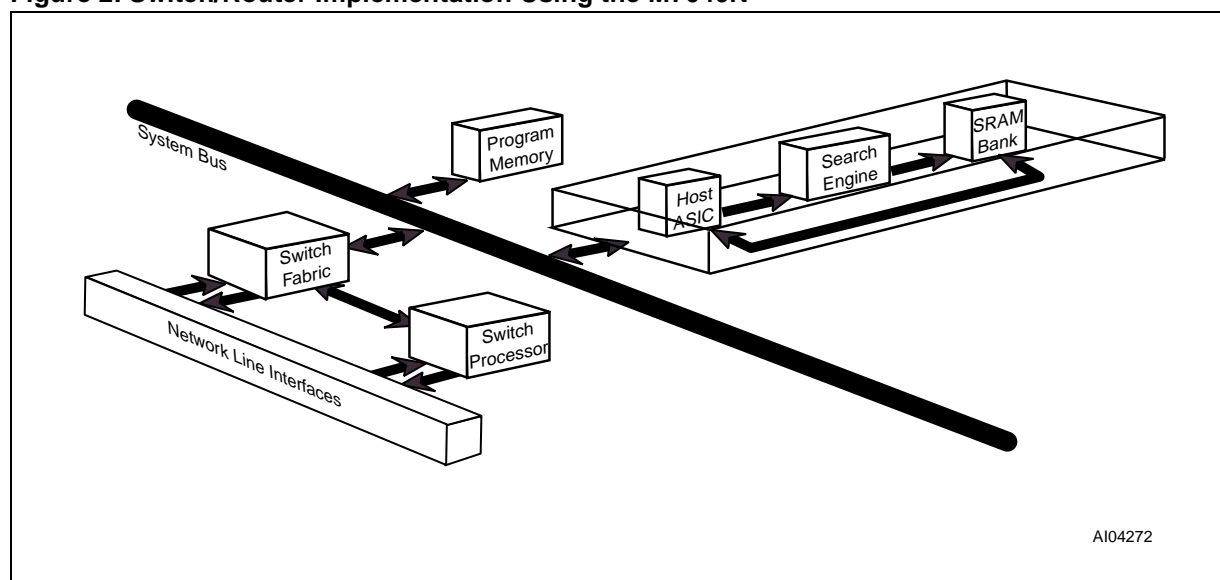 Figure 2. Switch/Router Implementation Using the
System Bus
Program
Memory
SRAM
Bank
Search
Engine
Host
ASIC
Switch
Fabric
Switch
Processor
Network Line Interfaces
AI04272